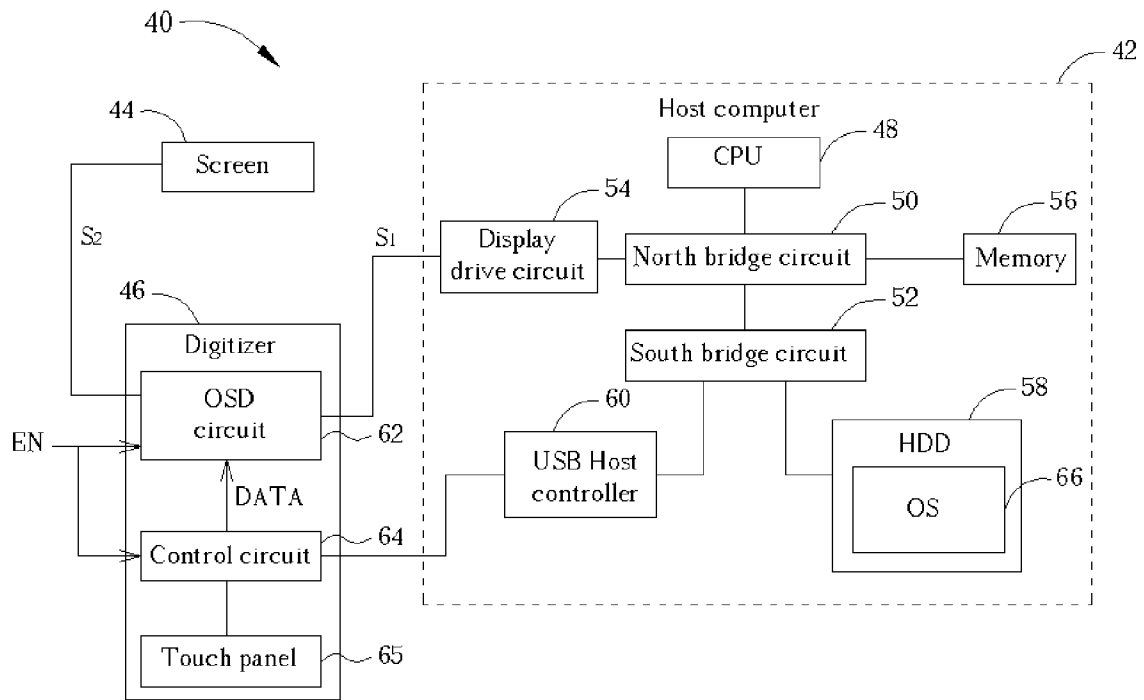 40
42
44
Screen
Host computer
48
CPU
54
50
56
S2
S1
Display
drive circuit
North bridge circuit
Memory
46
52
Digitizer
South bridge circuit
OSD
circuit
62
60
58
EN
USB Host
controller
HDD
DATA
66
OS
64
Control circuit
Touch panel
65